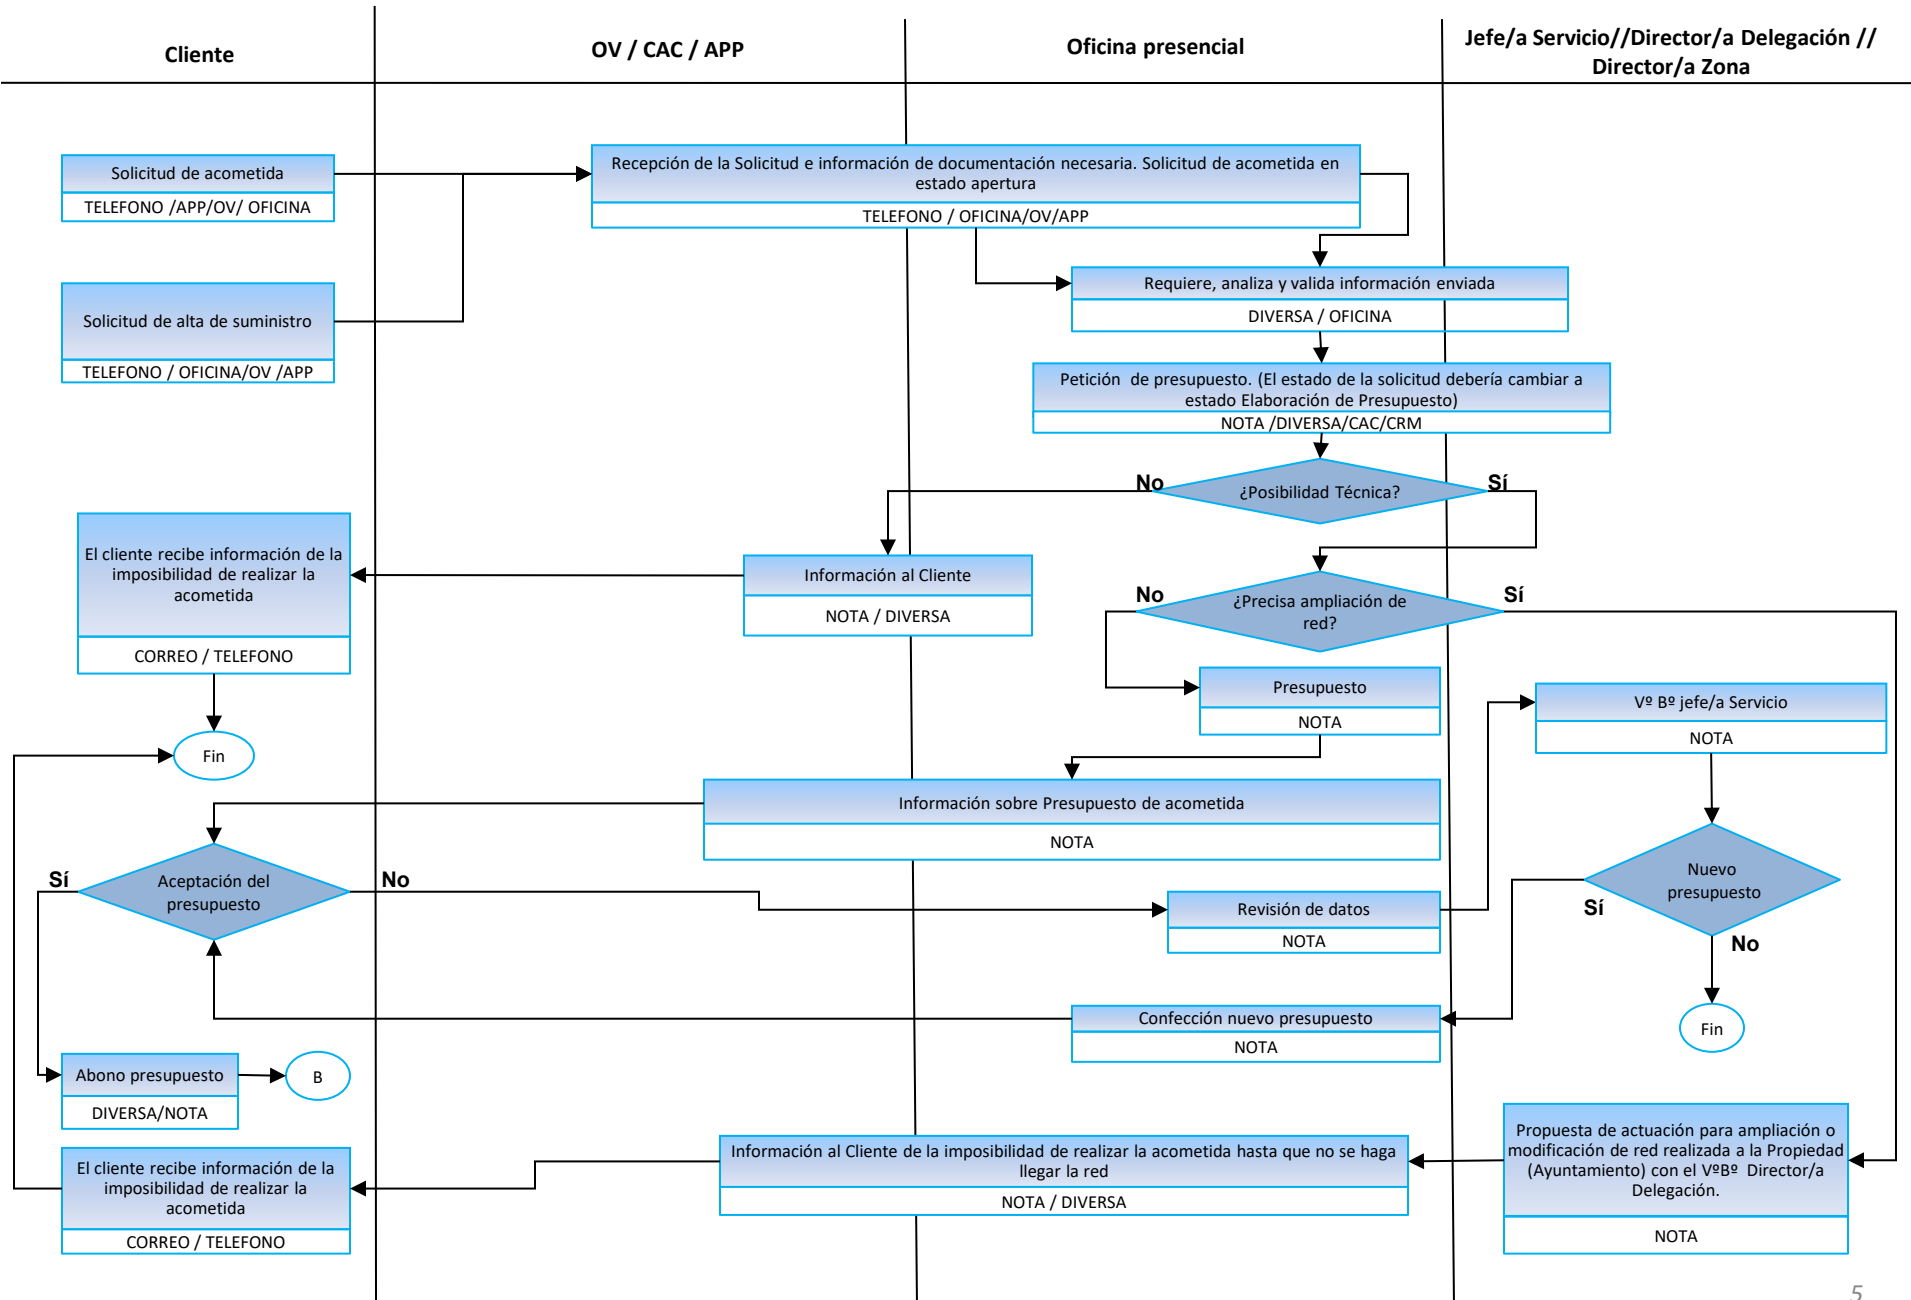 Cliente
OV / CAC / APP
Oficina presencial
Jefe/a Servicio//Director/a Delegación //
Director/a Zona
Solicitud de acometida
TELEFONO /APP/OV/ OFICINA
Recepción de la Solicitud e información de documentación necesaria. Solicitud de acometida en
estado apertura
TELEFONO / OFICINA/OV/APP
Solicitud de alta de suministro
TELEFONO / OFICINA/OV /APP
Requiere, analiza y valida información enviada
DIVERSA / OFICINA
Petición  de presupuesto. (El estado de la solicitud debería cambiar a
estado Elaboración de Presupuesto)
NOTA /DIVERSA/CAC/CRM
No
¿Posibilidad Técnica?
Sí
El cliente recibe información de la
imposibilidad de realizar la
acometida
CORREO / TELEFONO
Información al Cliente
NOTA / DIVERSA
No
¿Precisa ampliación de
red?
Sí
Presupuesto
NOTA
Vº Bº jefe/a Servicio
NOTA
Fin
Información sobre Presupuesto de acometida
NOTA
Sí
Aceptación del
presupuesto
No
Revisión de datos
NOTA
Nuevo
presupuesto
Sí
No
Confección nuevo presupuesto
NOTA
Fin
Abono presupuesto
DIVERSA/NOTA
B
El cliente recibe información de la
imposibilidad de realizar la
acometida
CORREO / TELEFONO
Información al Cliente de la imposibilidad de realizar la acometida hasta que no se haga
llegar la red
NOTA / DIVERSA
Propuesta de actuación para ampliación o
modificación de red realizada a la Propiedad
(Ayuntamiento) con el VºBº  Director/a
Delegación.
NOTA
5